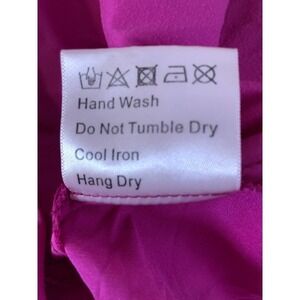 Hand Wash
Do Not Tumble Dry
Cool Iron
Hang Dry